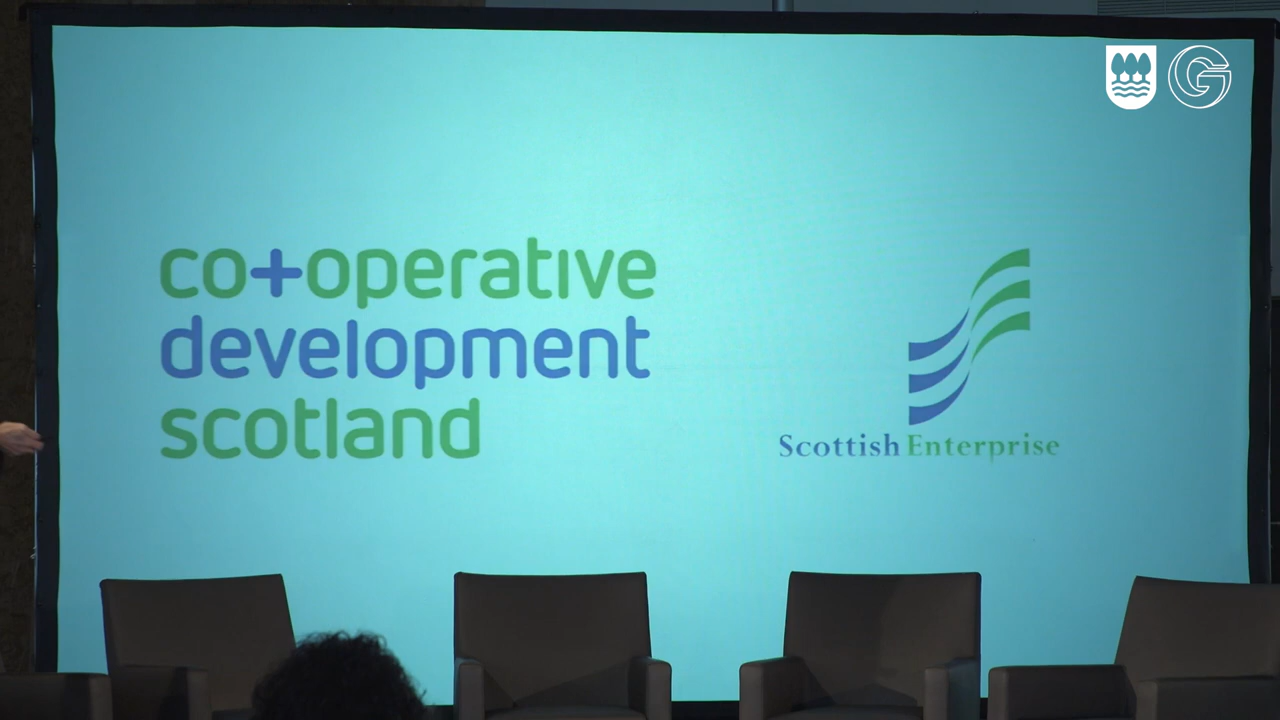 co+operative
development
scotland
Scottish Enterprise
G